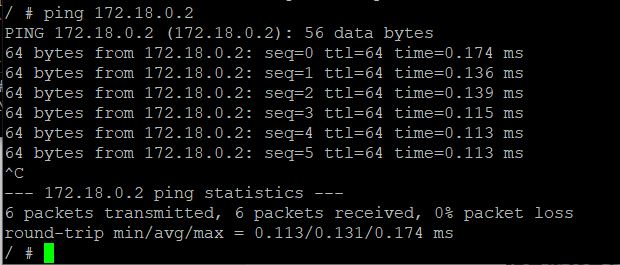 / # ping 172.18.0.2
PING 172.18.0.2 (172.18.0.2): 56 data bytes
64 bytes from 172.18.0.2: seq=0 ttl=64 time=0.174 ms
64 bytes from 172.18.0.2: seq=1 ttl=64 time=0.136 ms
64 bytes from 172.18.0.2: seq=2 ttl=64 time=0.139 ms
64 bytes from 172.18.0.2: seq=3 ttl=64 time=0.115 ms
64 bytes from 172.18.0.2: seq=4 ttl=64 time=0.113 ms
64 bytes from 172.18.0.2: seq=5 ttl=64 time=0.113 ms
^C
--- 172.18.0.2 ping statistics ---
6 packets transmitted, 6 packets received, 0% packet loss
round-trip min/avg/max = 0.113/0.131/0.174 ms
/ #